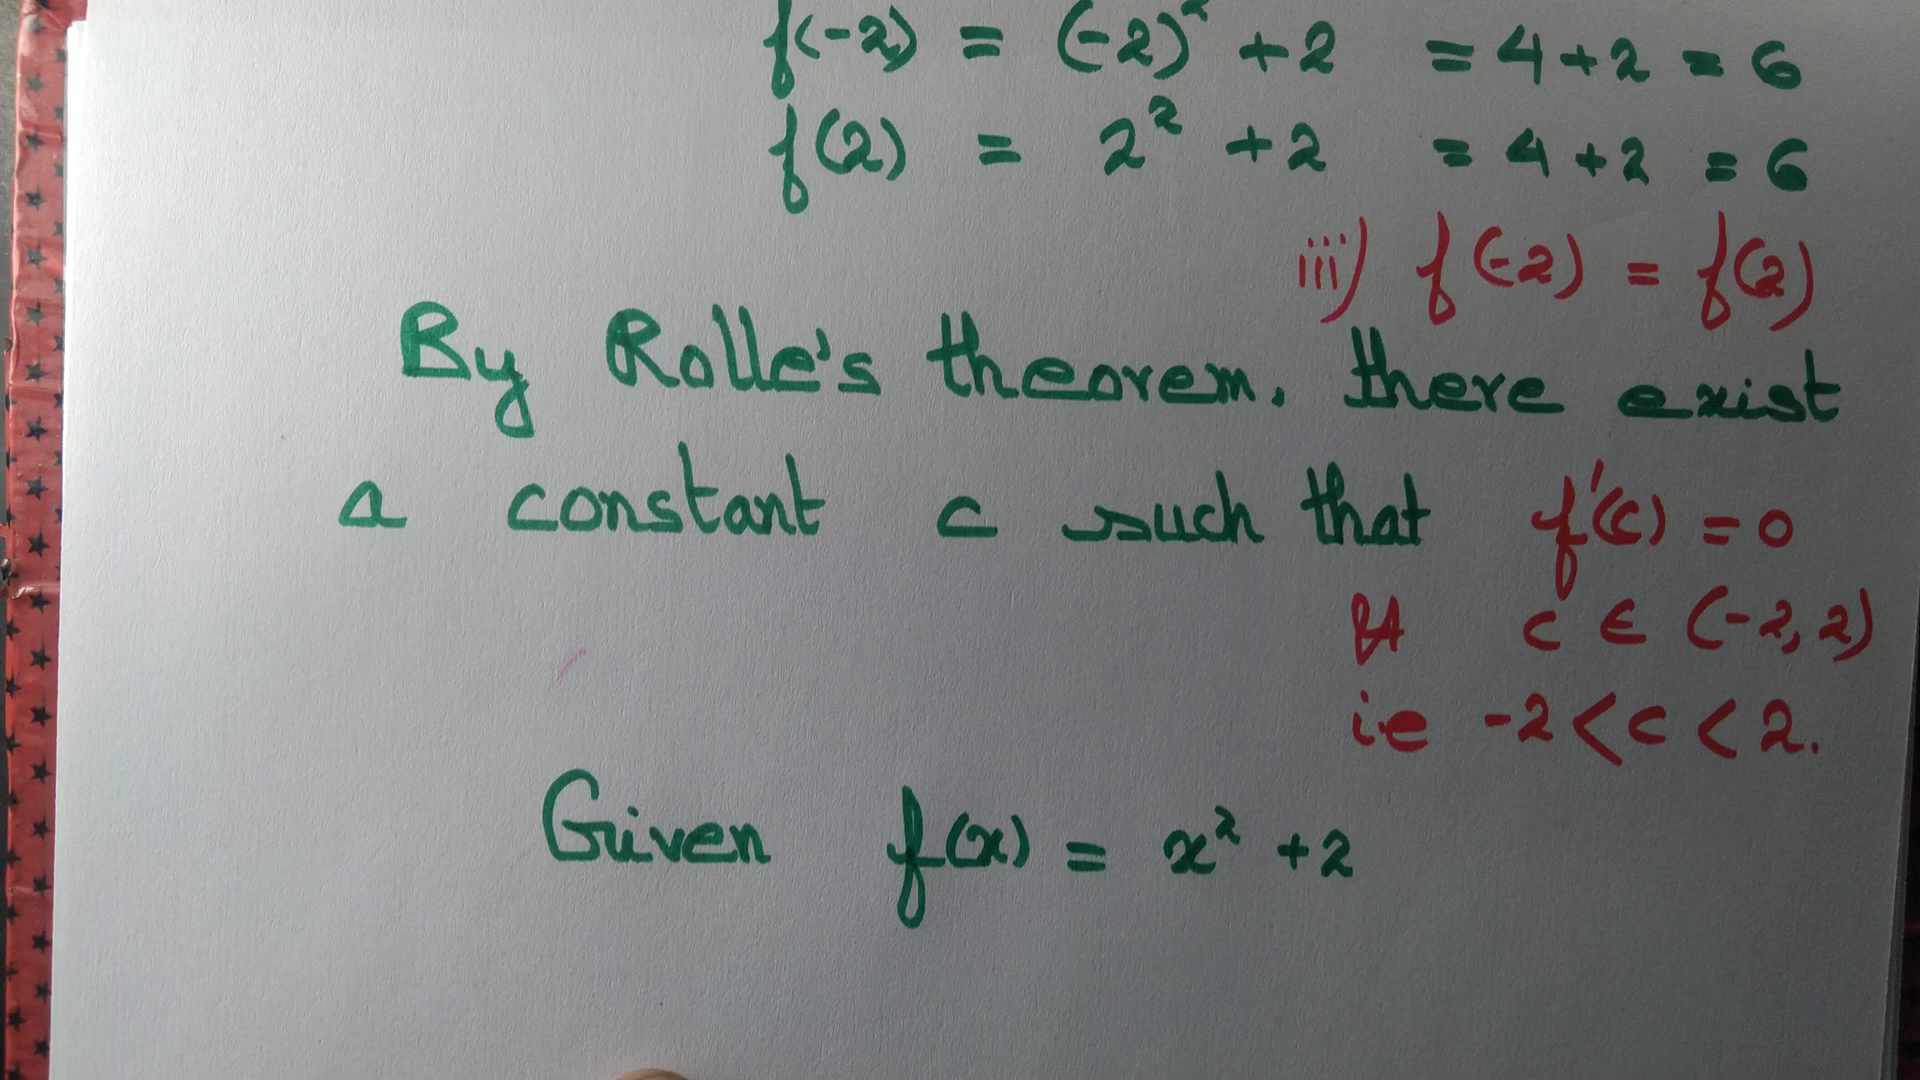 f(-2) = (-2)² + 2 = 4 + 2 = 6
f(2) = 2² + 2 = 4 + 2 = 6
iii) f(-2) = f(2)
By Rolle's theorem, there exist
a constant c such that f'(c) = 0
c ∈ (-2, 2)
i.e -2 < c < 2.
Given f(x) = x² + 2